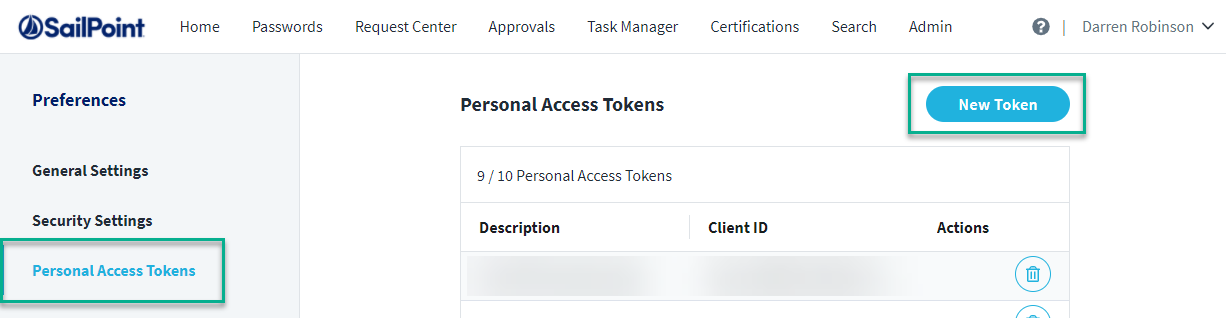 SailPoint Home Passwords Request Center Approvals Task Manager Certifications Search Admin ? | Darren Robinson
Preferences
Personal Access Tokens New Token
General Settings
9 / 10 Personal Access Tokens
Security Settings
Description Client ID Actions
Personal Access Tokens